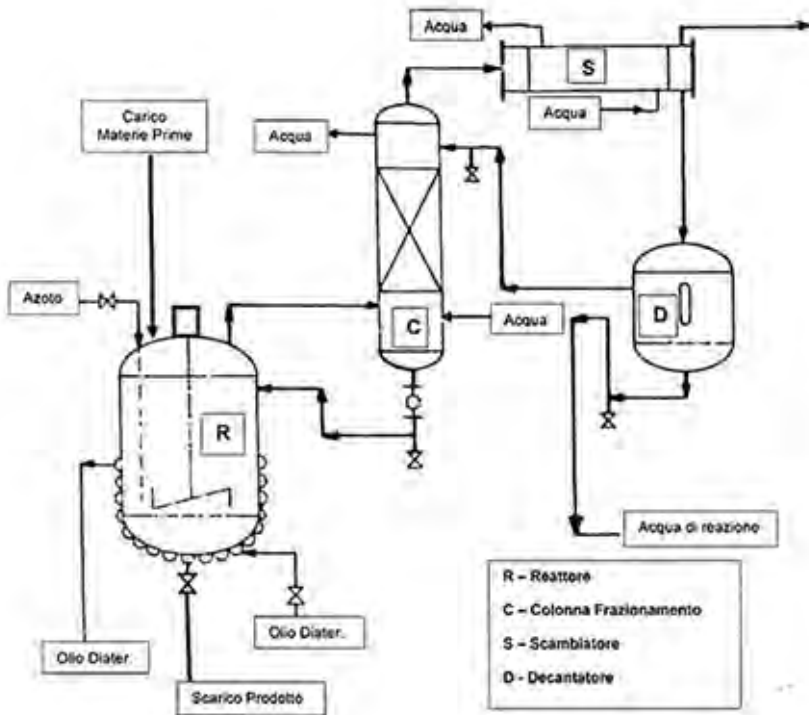 Acqua
S
Acqua
Carico
Materie Prime
Acqua
Azoto
C
Acqua
D
R
Acqua di reazione
Olio Diater.
Olio Diater.
Scarico Prodotto
R – Reattore
C – Colonna Frazionamento
S – Scambiatore
D - Decantatore